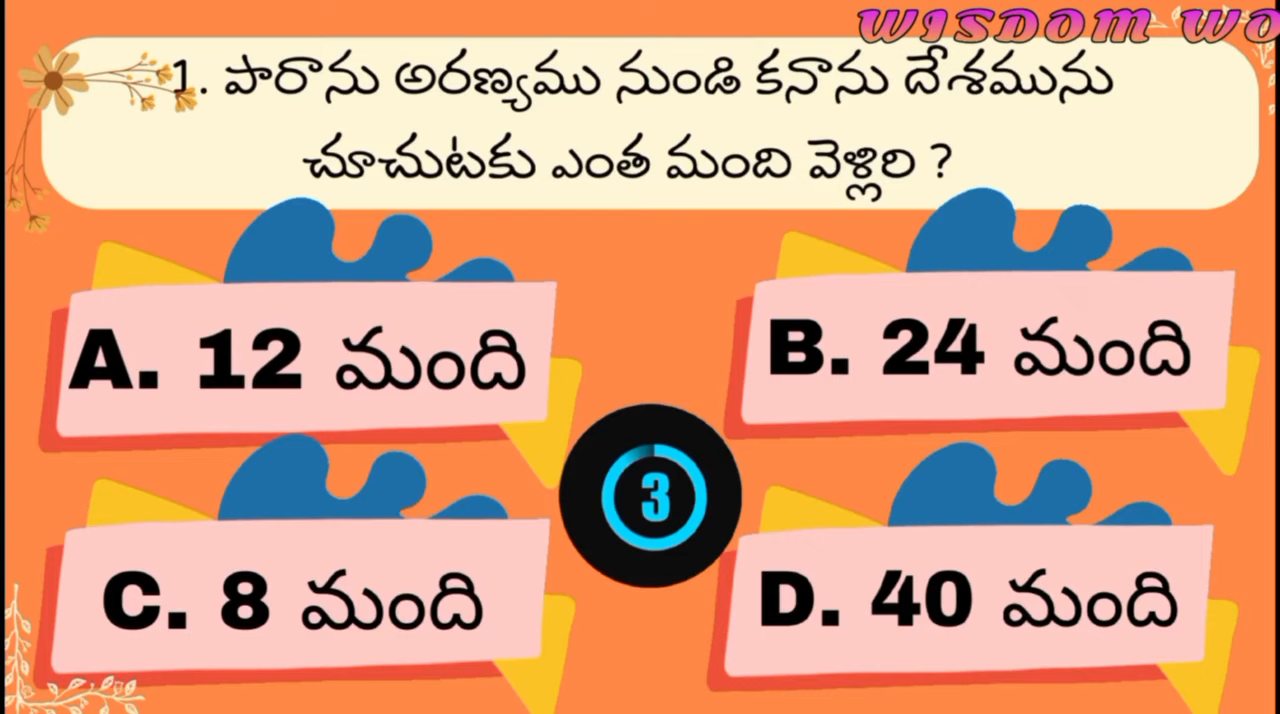 WISDOM WO
1. పారాను అరణ్యము నుండి కనాను దేశమును
చూచుటకు ఎంత మంది వెళ్లిరి ?
A. 12 మంది
B. 24 మంది
3
C. 8 మంది
D. 40 మంది